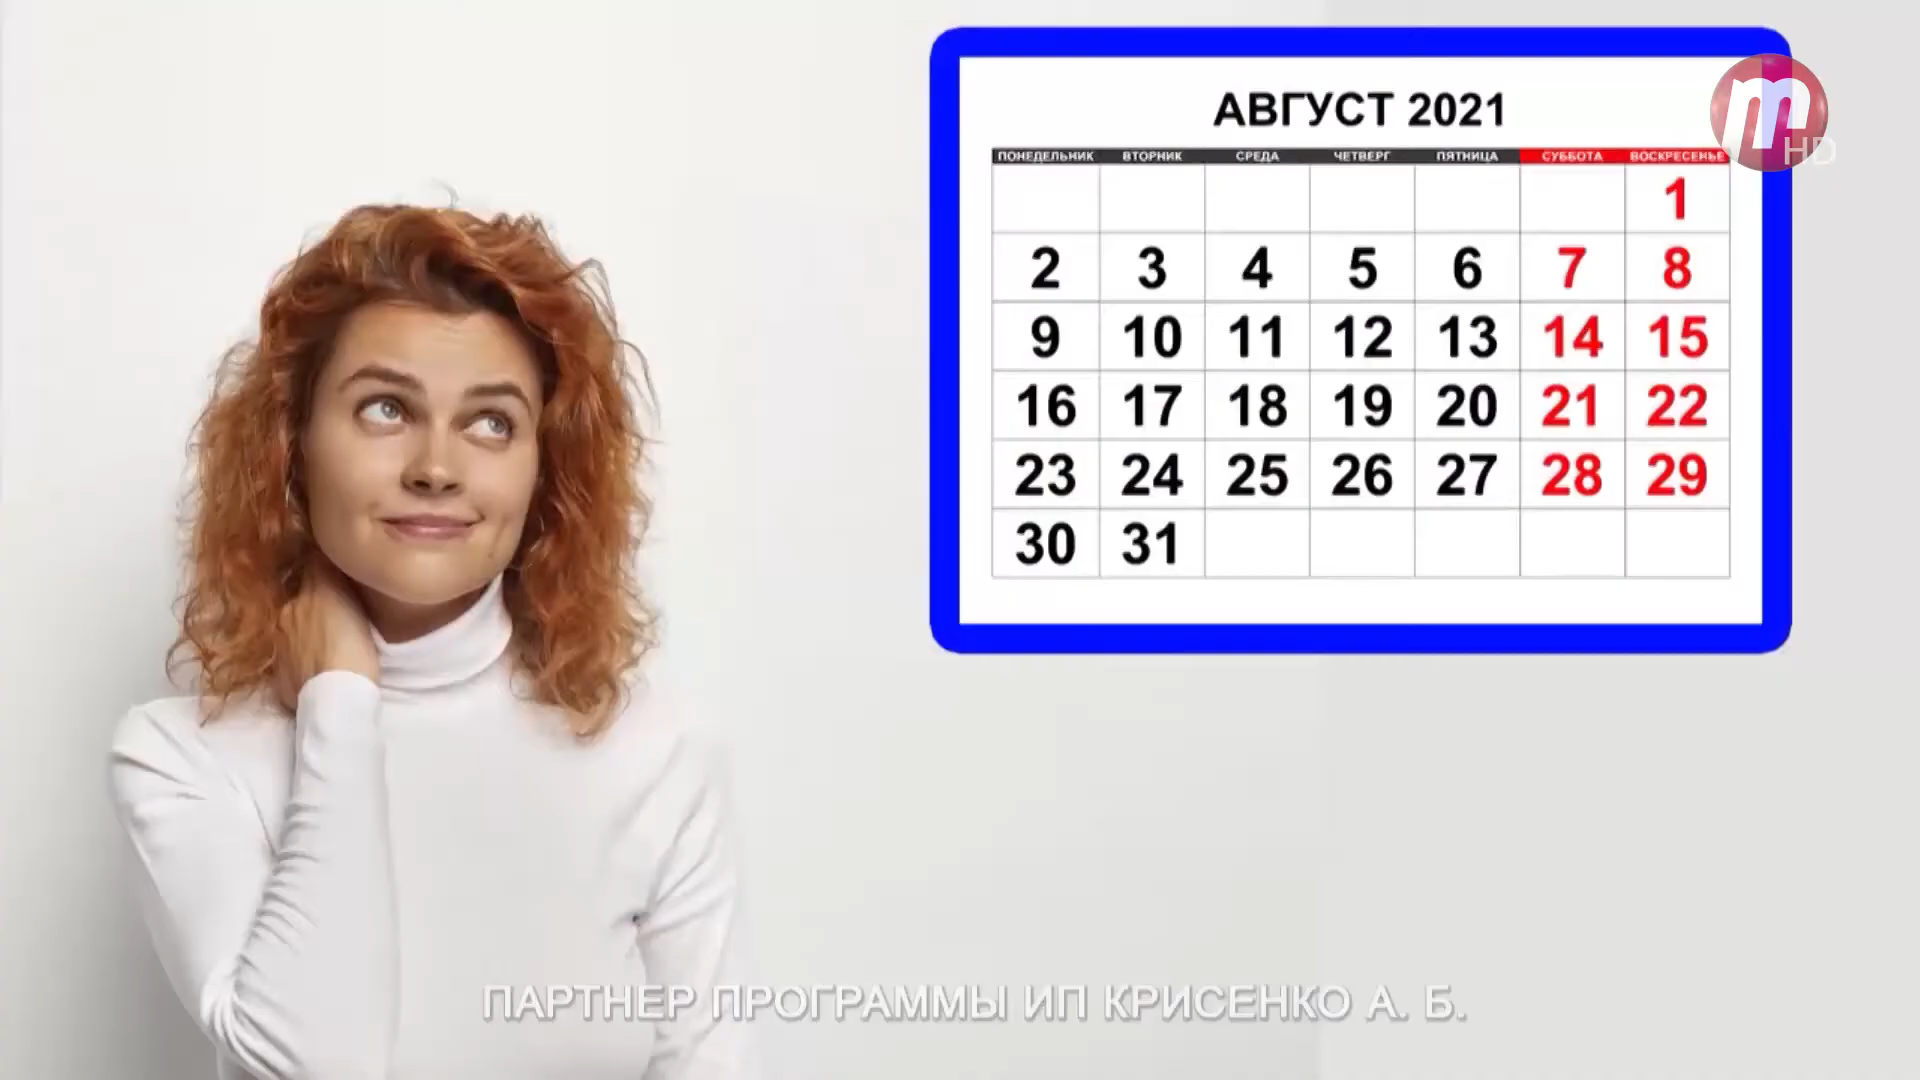 АВГУСТ 2021
ПОНЕДЕЛЬНИК ВТОРНИК СРЕДА ЧЕТВЕРГ ПЯТНИЦА СУББОТА ВОСКРЕСЕНЬЕ
1
2 3 4 5 6 7 8
9 10 11 12 13 14 15
16 17 18 19 20 21 22
23 24 25 26 27 28 29
30 31
m HD
ПАРТНЕР ПРОГРАММЫ ИП КРИСЕНКО А. Б.